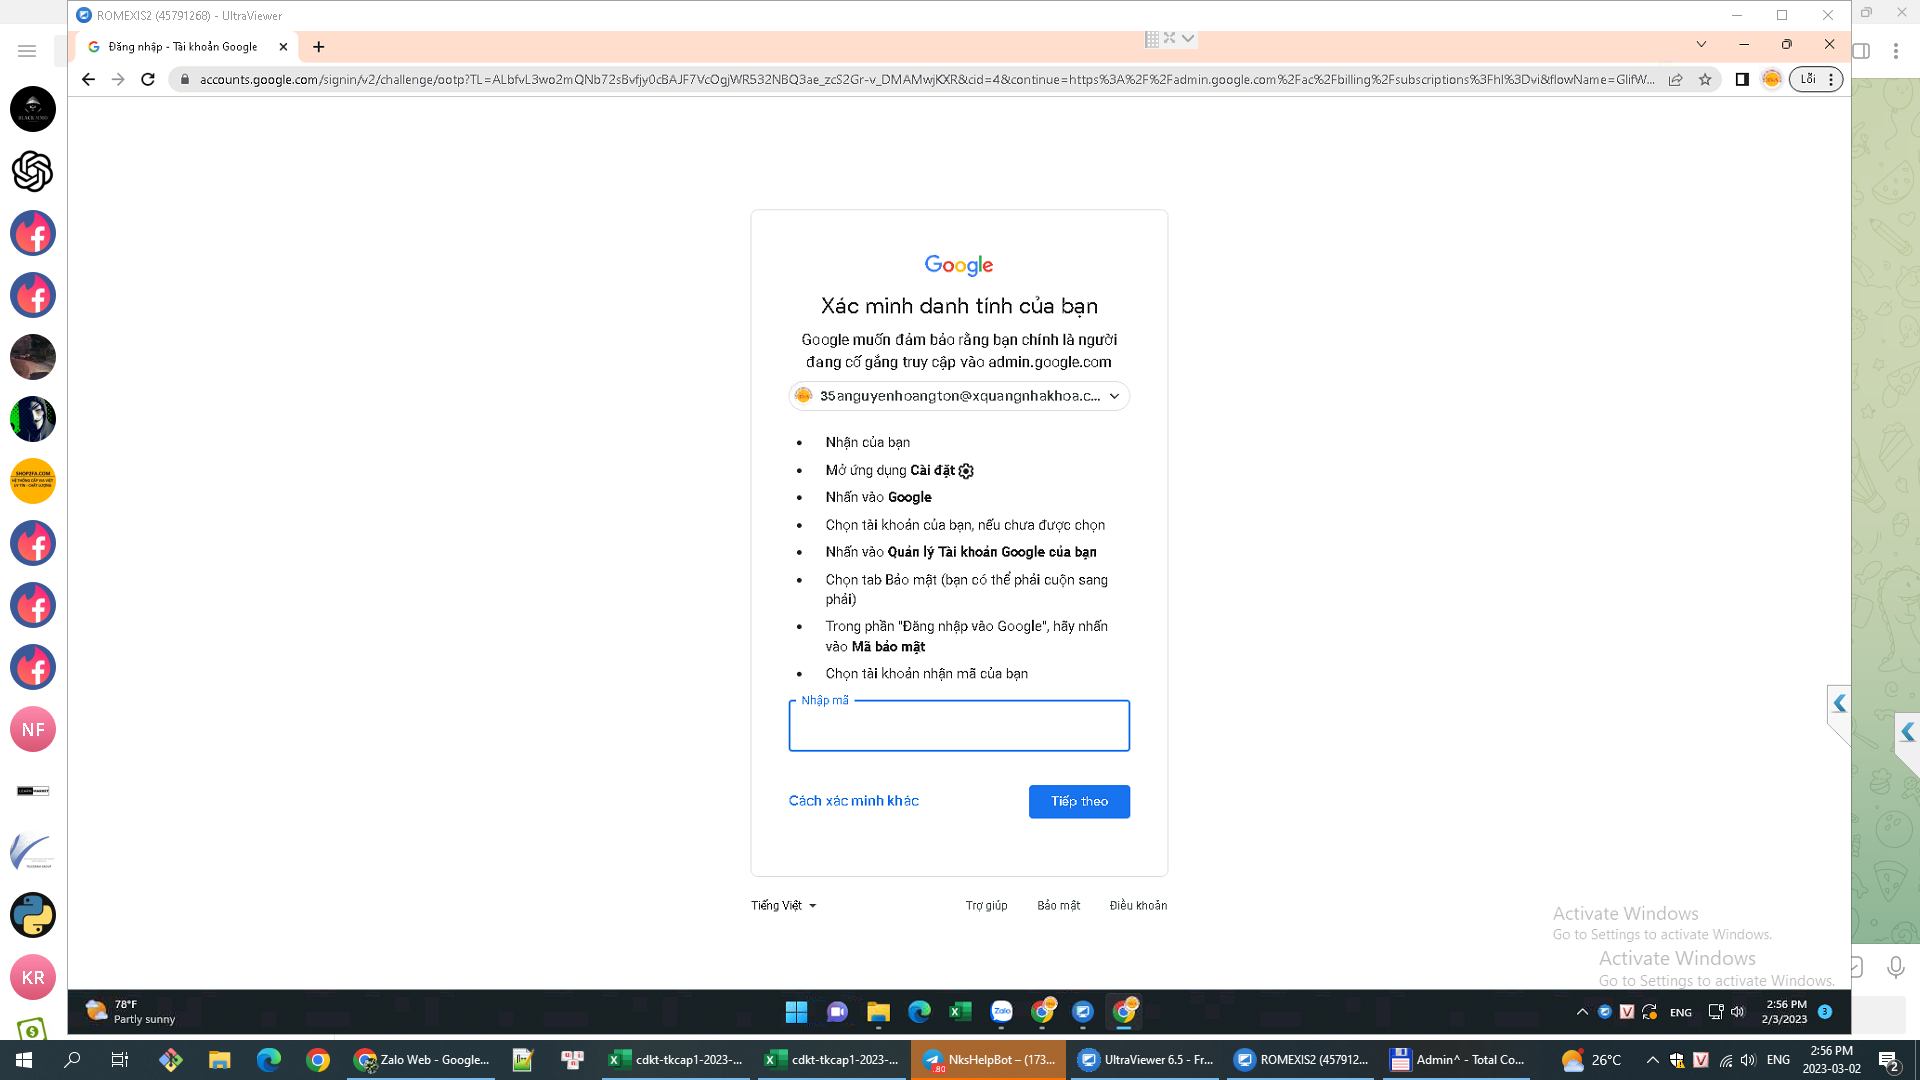 ROMEXIS2 (45791268) - UltraViewer
Đăng nhập - Tài khoản Google
accounts.google.com/signin/v2/challenge/ootp?TL=ALbfvL3wo2mQNb72sBvfjy0cBAJF7VcOgjWR532NBQ3ae_zcS2Gr-v_DMAMwjKXR&cid=4&continue=https%3A%2F%2Fadmin.google.com%2Fac%2Fbilling%2Fsubscriptions%3Fhl%3Dvi&flowName=GlifW...
Lỗi
Google
Xác minh danh tính của bạn
Google muốn đảm bảo rằng bạn chính là người
đang cố gắng truy cập vào admin.google.com
35anguyenhoangton@xquangnhakhoa.c...
Nhận của bạn
Mở ứng dụng Cài đặt
Nhấn vào Google
Chọn tài khoản của bạn, nếu chưa được chọn
Nhấn vào Quản lý Tài khoản Google của bạn
Chọn tab Bảo mật (bạn có thể phải cuộn sang
phải)
Trong phần "Đăng nhập vào Google", hãy nhấn
vào Mã bảo mật
Chọn tài khoản nhận mã của bạn
Nhập mã
Cách xác minh khác
Tiếp theo
Tiếng Việt
Trợ giúp
Bảo mật
Điều khoản
SHOP2FA.COM
NF
KR
Activate Windows
Go to Settings to activate Windows.
Activate Windows
Go to Settings to activate Windows.
78°F
Partly sunny
Zalo
ENG
2:56 PM
2/3/2023
3
Zalo Web - Google...
cdkt-tkcap1-2023-...
cdkt-tkcap1-2023-...
NksHelpBot – (173...
UltraViewer 6.5 - Fr...
ROMEXIS2 (457912...
Admin^ - Total Co...
26°C
ENG
2:56 PM
2023-03-02
2